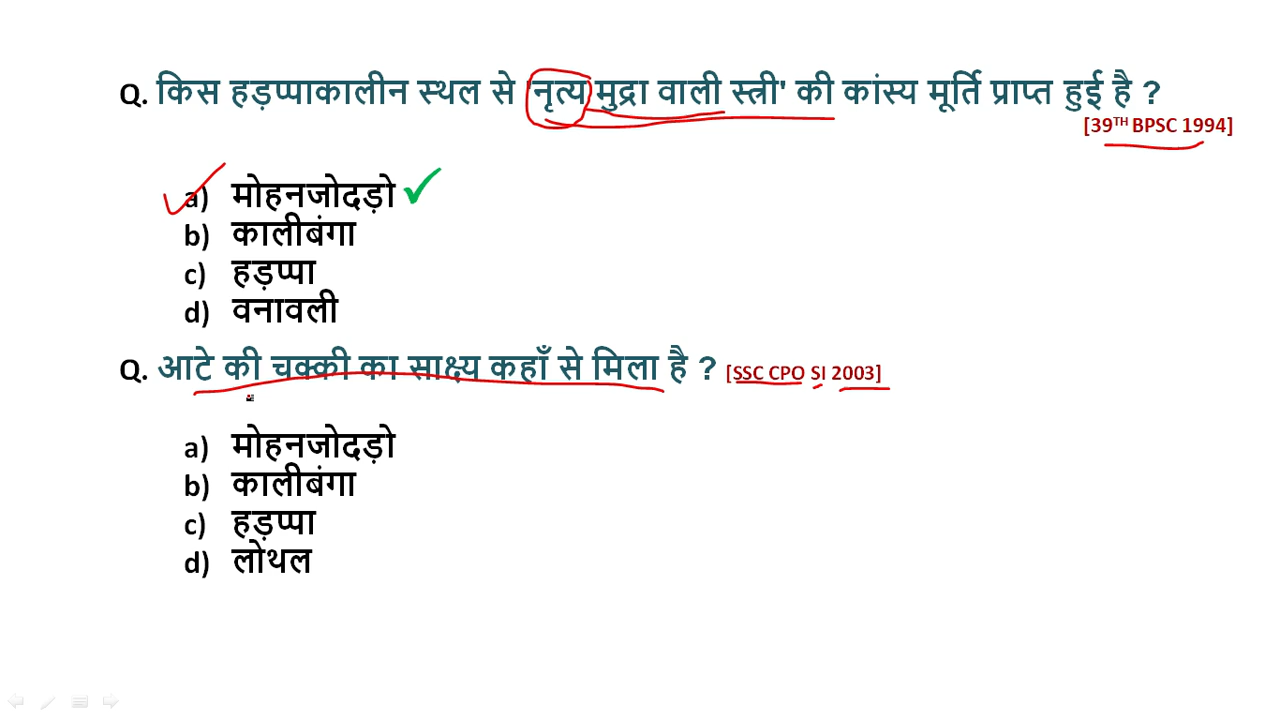 Q. किस हड़प्पाकालीन स्थल से 'नृत्य मुद्रा वाली स्त्री' की कांस्य मूर्ति प्राप्त हुई है ?
[39TH BPSC 1994]
a) मोहनजोदड़ो
b) कालीबंगा
c) हड़प्पा
d) वनावली
Q. आटे की चक्की का साक्ष्य कहाँ से मिला है ? [SSC CPO SI 2003]
a) मोहनजोदड़ो
b) कालीबंगा
c) हड़प्पा
d) लोथल